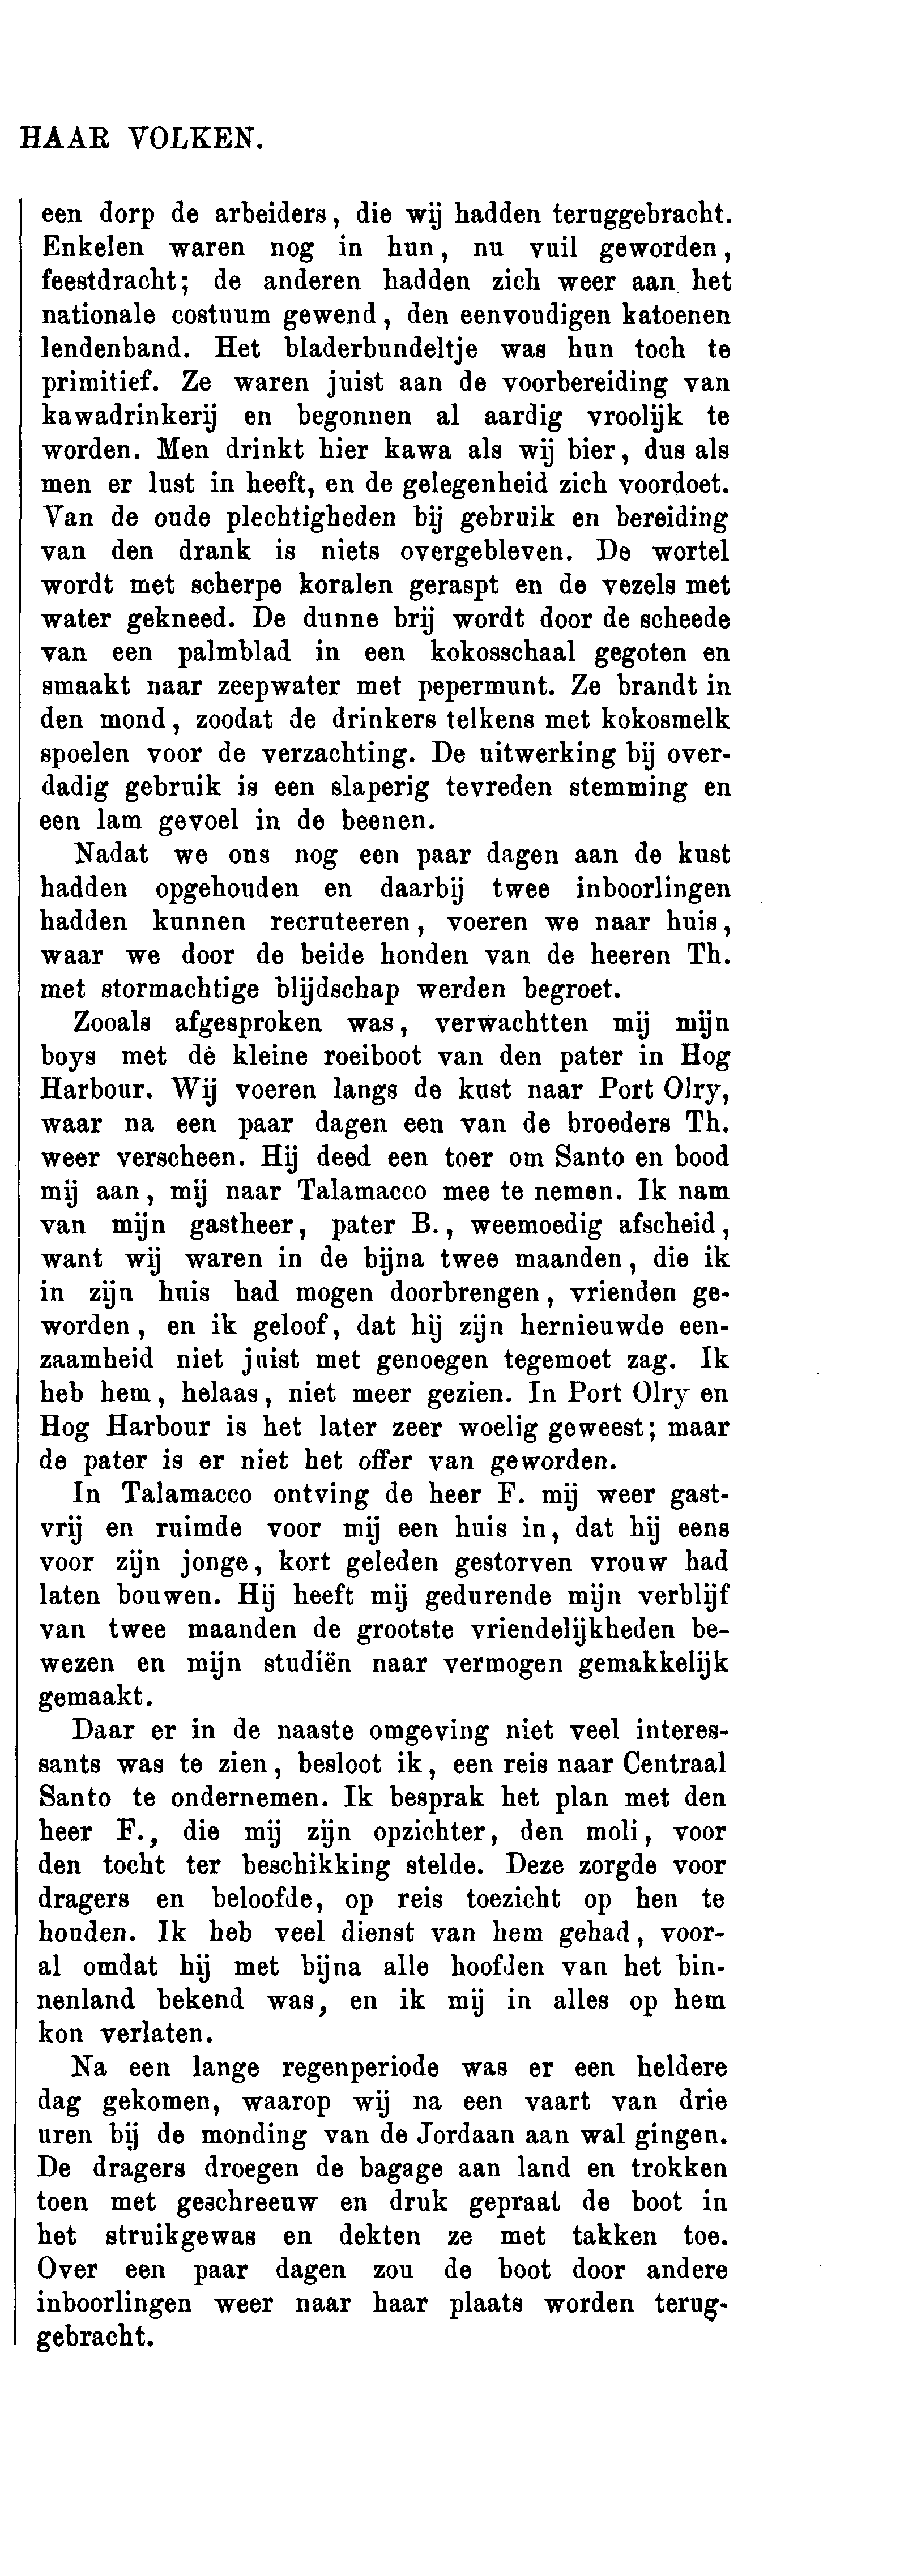 HAAR VOLKEN.
een dorp de arbeiders, die wij hadden teruggebracht.
Enkelen waren nog in hun, nu vuil geworden,
feestdracht; de anderen hadden zich weer aan het
nationale costuum gewend, den eenvoudigen katoenen
lendenband. Het bladerbundeltje was hun toch te
primitief. Ze waren juist aan de voorbereiding van
kawadrinkerij en begonnen al aardig vroolijk te
worden. Men drinkt hier kawa als wij bier, dus als
men er lust in heeft, en de gelegenheid zich voordoet.
Van de oude plechtigheden bij gebruik en bereiding
van den drank is niets overgebleven. De wortel
wordt met scherpe koralen geraspt en de vezels met
water gekneed. De dunne brij wordt door de scheede
van een palmblad in een kokosschaal gegoten en
smaakt naar zeepwater met pepermunt. Ze brandt in
den mond, zoodat de drinkers telkens met kokosmelk
spoelen voor de verzachting. De uitwerking bij over-
dadig gebruik is een slaperig tevreden stemming en
een lam gevoel in de beenen.
Nadat we ons nog een paar dagen aan de kust
hadden opgehouden en daarbij twee inboorlingen
hadden kunnen recruteeren, voeren we naar huis,
waar we door de beide honden van de heeren Th.
met stormachtige blijdschap werden begroet.
Zooals afgesproken was, verwachtten mij mijn
boys met de kleine roeiboot van den pater in Hog
Harbour. Wij voeren langs de kust naar Port Olry,
waar na een paar dagen een van de broeders Th.
weer verscheen. Hij deed een toer om Santo en bood
mij aan, mij naar Talamacco mee te nemen. Ik nam
van mijn gastheer, pater B., weemoedig afscheid,
want wij waren in de bijna twee maanden, die ik
in zijn huis had mogen doorbrengen, vrienden ge-
worden, en ik geloof, dat hij zijn hernieuwde een-
zaamheid niet juist met genoegen tegemoet zag. Ik
heb hem, helaas, niet meer gezien. In Port Olry en
Hog Harbour is het later zeer woelig geweest; maar
de pater is er niet het offer van geworden.
In Talamacco ontving de heer F. mij weer gast-
vrij en ruimde voor mij een huis in, dat hij eens
voor zijn jonge, kort geleden gestorven vrouw had
laten bouwen. Hij heeft mij gedurende mijn verblijf
van twee maanden de grootste vriendelijkheden be-
wezen en mijn studiën naar vermogen gemakkelijk
gemaakt.
Daar er in de naaste omgeving niet veel interes-
sants was te zien, besloot ik, een reis naar Centraal
Santo te ondernemen. Ik besprak het plan met den
heer F., die mij zijn opzichter, den moli, voor
den tocht ter beschikking stelde. Deze zorgde voor
dragers en beloofde, op reis toezicht op hen te
houden. Ik heb veel dienst van hem gehad, voor-
al omdat hij met bijna alle hoofden van het bin-
nenland bekend was, en ik mij in alles op hem
kon verlaten.
Na een lange regenperiode was er een heldere
dag gekomen, waarop wij na een vaart van drie
uren bij de monding van de Jordaan aan wal gingen.
De dragers droegen de bagage aan land en trokken
toen met geschreeuw en druk gepraat de boot in
het struikgewas en dekten ze met takken toe.
Over een paar dagen zou de boot door andere
inboorlingen weer naar haar plaats worden terug-
gebracht.